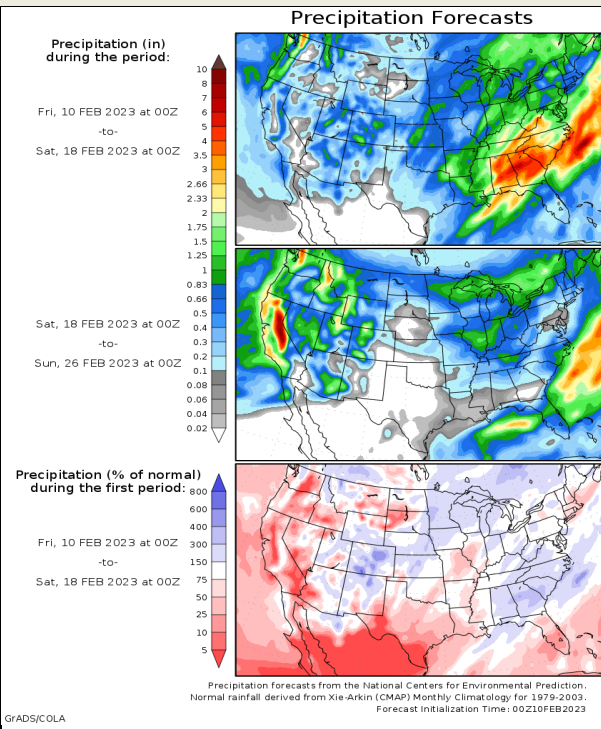 Precipitation Forecasts
Precipitation (in)
during the period:
Fri, 10 FEB 2023 at 00Z
-to-
Sat, 18 FEB 2023 at 00Z
10
8
7
6
5
4
3.5
3
2.66
2.33
2
1.75
1.5
1.25
1
0.83
0.66
0.5
0.4
0.3
0.2
0.1
0.08
0.06
0.04
0.02
Sat, 18 FEB 2023 at 00Z
-to-
Sun, 26 FEB 2023 at 00Z
Precipitation (% of normal)
during the first period:
Fri, 10 FEB 2023 at 00Z
-to-
Sat, 18 FEB 2023 at 00Z
800
600
400
300
150
75
50
25
10
5
Precipitation forecasts from the National Centers for Environmental Prediction.
Normal rainfall derived from Xie-Arkin (CMAP) Monthly Climatology for 1979-2003.
Forecast Initialization Time: 00Z10FEB2023
GrADS/COLA